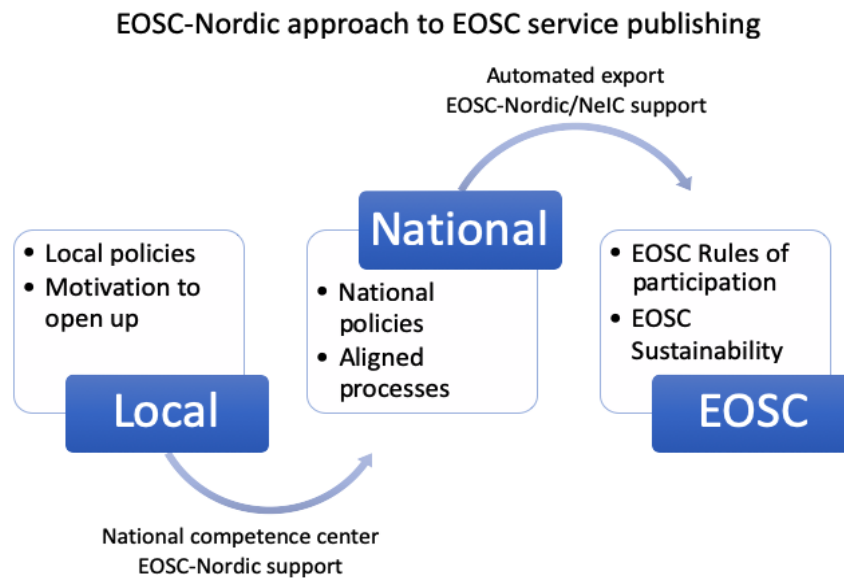 EOSC-Nordic approach to EOSC service publishing
Automated export
EOSC-Nordic/NeIC support
• Local policies
• Motivation to
open up
Local
National
• National
policies
• Aligned
processes
• EOSC Rules of
participation
• EOSC
Sustainability
EOSC
National competence center
EOSC-Nordic support